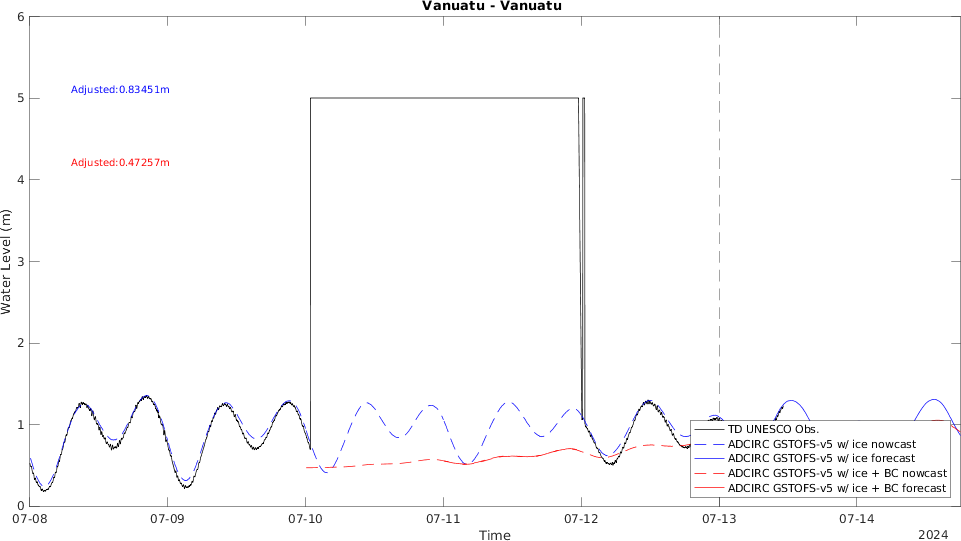 Vanuatu - Vanuatu
6
5
4
3
2
1
0
Water Level (m)
Adjusted:0.83451m
Adjusted:0.47257m
TD UNESCO Obs.
ADCIRC GSTOFS-v5 w/ ice nowcast
ADCIRC GSTOFS-v5 w/ ice forecast
ADCIRC GSTOFS-v5 w/ ice + BC nowcast
ADCIRC GSTOFS-v5 w/ ice + BC forecast
07-08 07-09 07-10 07-11 07-12 07-13 07-14
Time
2024